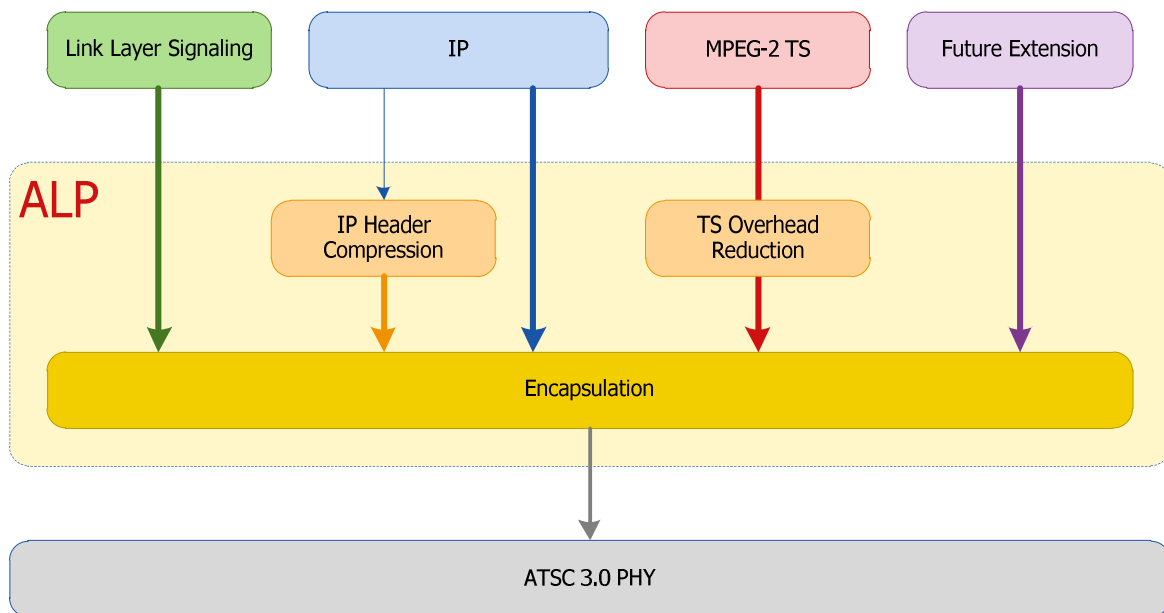 Link Layer Signaling
IP
MPEG-2 TS
Future Extension
ALP
IP Header
Compression
TS Overhead
Reduction
Encapsulation
ATSC 3.0 PHY